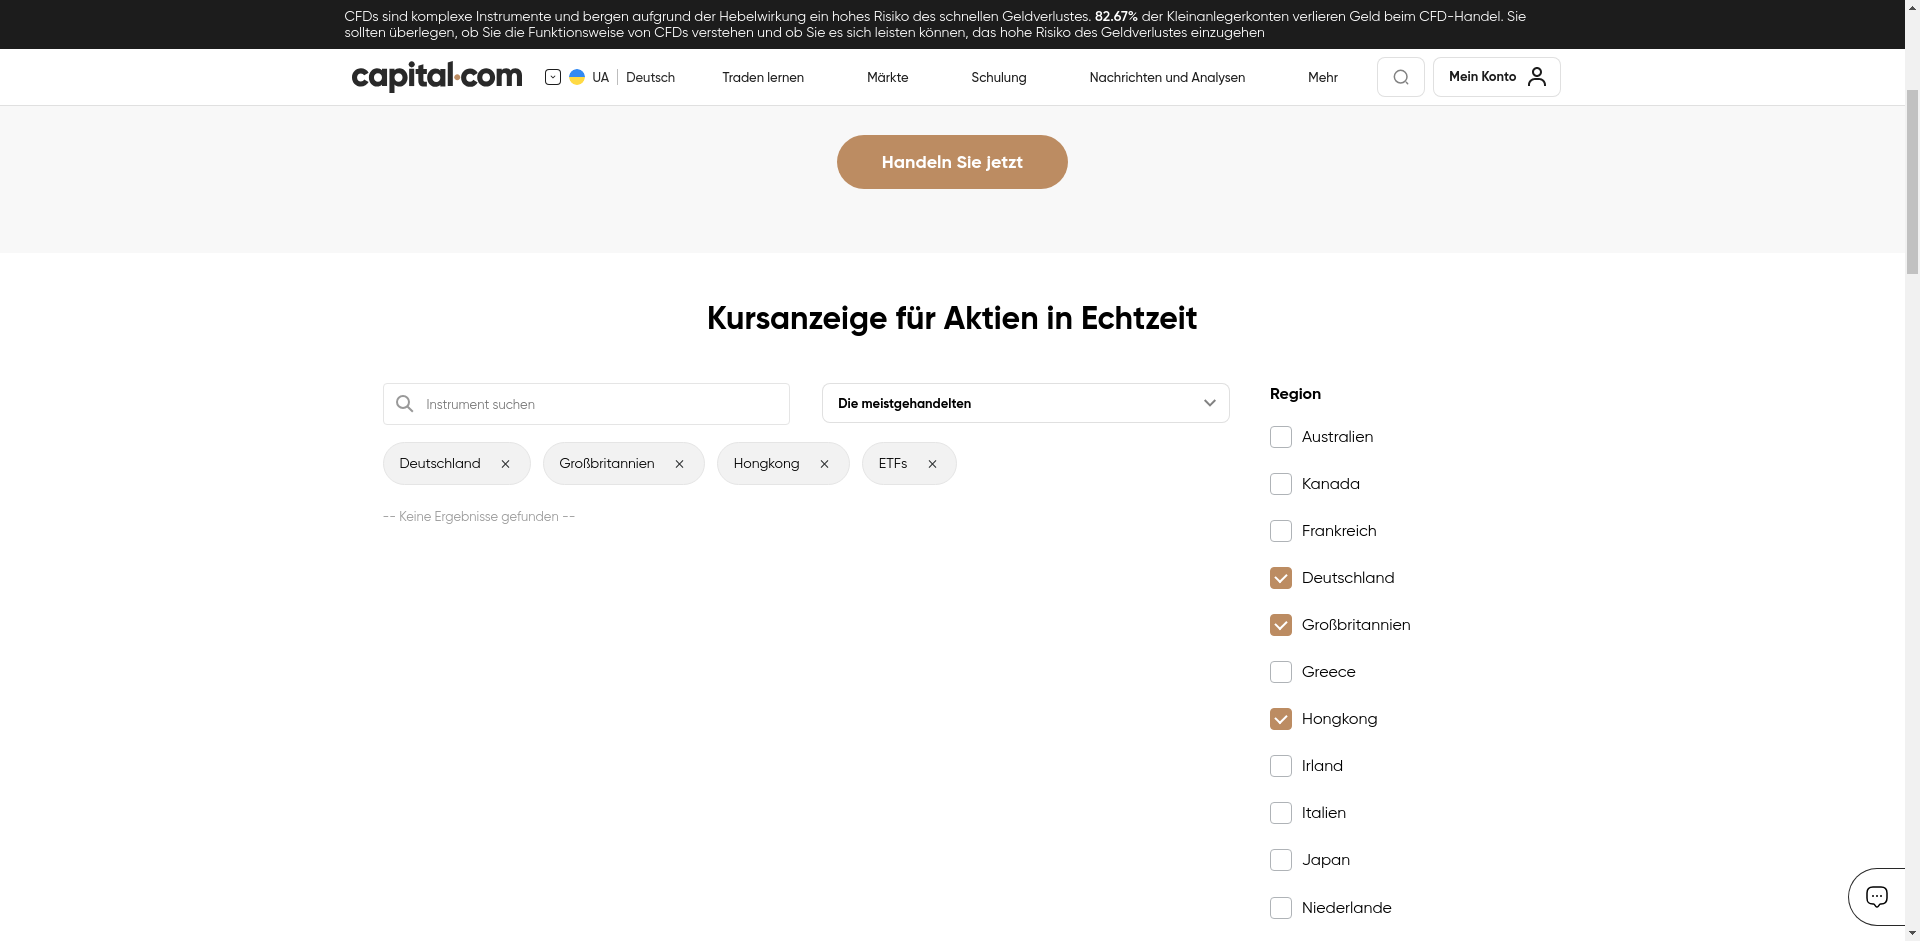 CFDs sind komplexe Instrumente und bergen aufgrund der Hebelwirkung ein hohes Risiko des schnellen Geldverlustes. 82.67% der Kleinanlegerkonten verlieren Geld beim CFD-Handel. Sie
sollten überlegen, ob Sie die Funktionsweise von CFDs verstehen und ob Sie es sich leisten können, das hohe Risiko des Geldverlustes einzugehen
capital.com UA Deutsch Traden lernen Märkte Schulung Nachrichten und Analysen Mehr Mein Konto
Handeln Sie jetzt
Kursanzeige für Aktien in Echtzeit
Instrument suchen
Die meistgehandelten
Deutschland Großbritannien Hongkong ETFs
-- Keine Ergebnisse gefunden --
Region
Australien
Kanada
Frankreich
Deutschland
Großbritannien
Greece
Hongkong
Irland
Italien
Japan
Niederlande